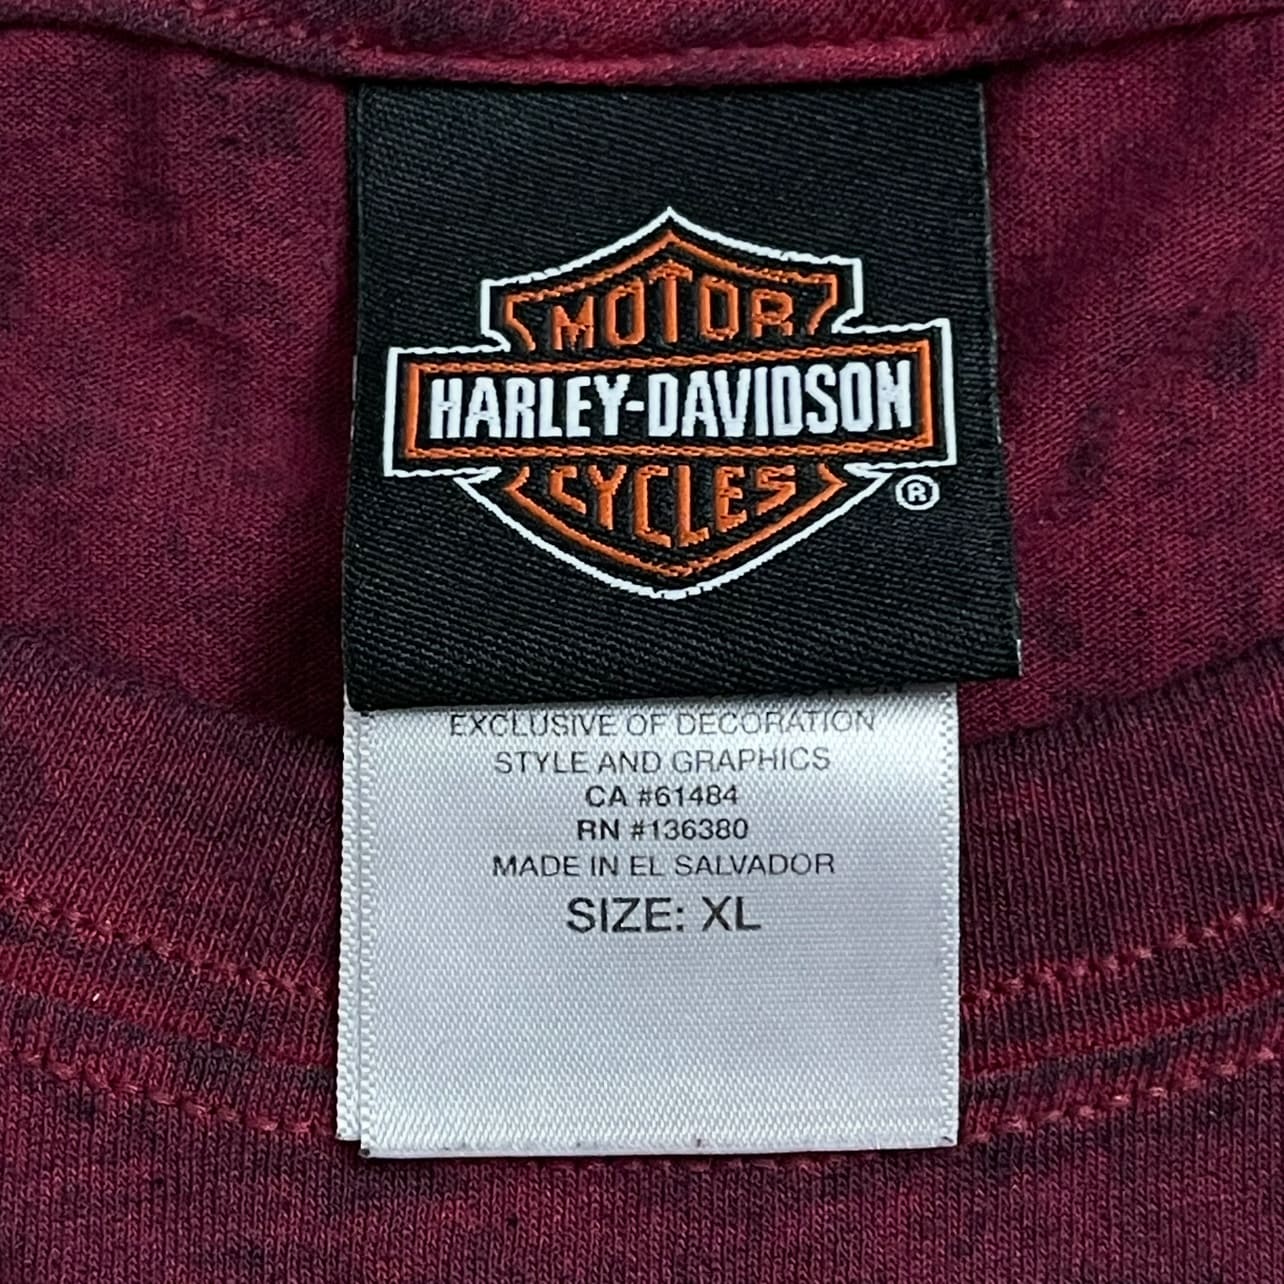 MOTOR
HARLEY-DAVIDSON
CYCLES
®
EXCLUSIVE OF DECORATION
STYLE AND GRAPHICS
CA #61484
RN #136380
MADE IN EL SALVADOR
SIZE: XL